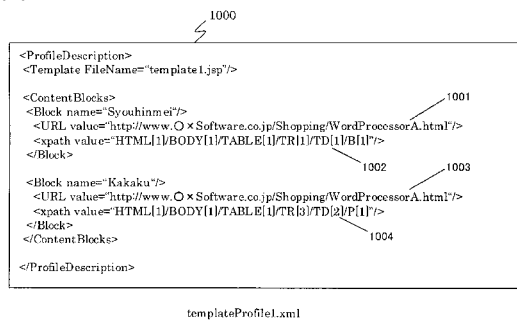 1000
<ProfileDescription>
<Template FileName="template1.jsp"/>
<ContentBlocks>
<Block name="Syouhinmei"/>
1001
<URL value="http://www.○×Software.co.jp/Shopping/WordProcessorA.html"/>
<xpath value="HTML[1]/BODY[1]/TABLE[1]/TR[1]/TD[1]/B[1]"/>
</Block>
1002
1003
<Block name="Kakaku"/>
<URL value="http://www.○×Software.co.jp/Shopping/WordProcessorA.html"/>
<xpath value="HTML[1]/BODY[1]/TABLE[1]/TR[3]/TD[2]/P[1]"/>
</Block>
1004
</ContentBlocks>
</ProfileDescription>
templateProfile1.xml